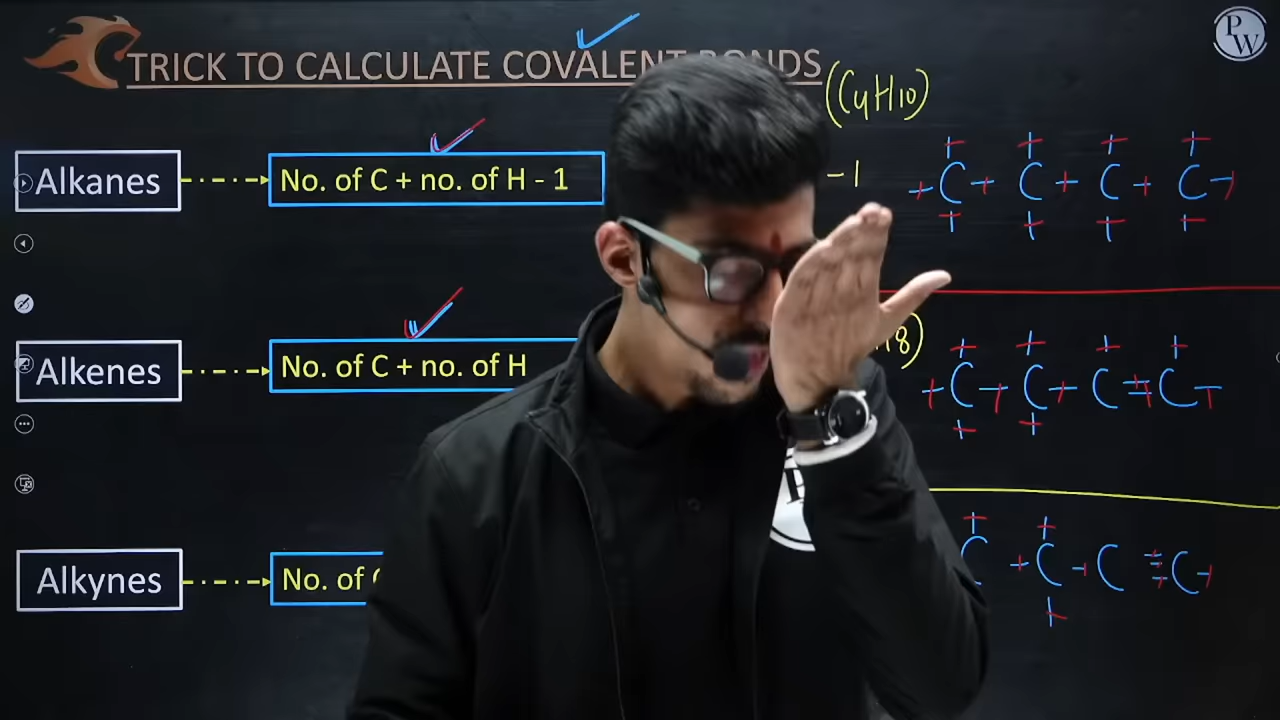 TRICK TO CALCULATE COVALENT BONDS
PW
(C4H10)
Alkanes
No. of C + no. of H - 1
-1
C C C C
Alkenes
No. of C + no. of H
H8)
C C C = C
Alkynes
No. of
C C C ≡ C